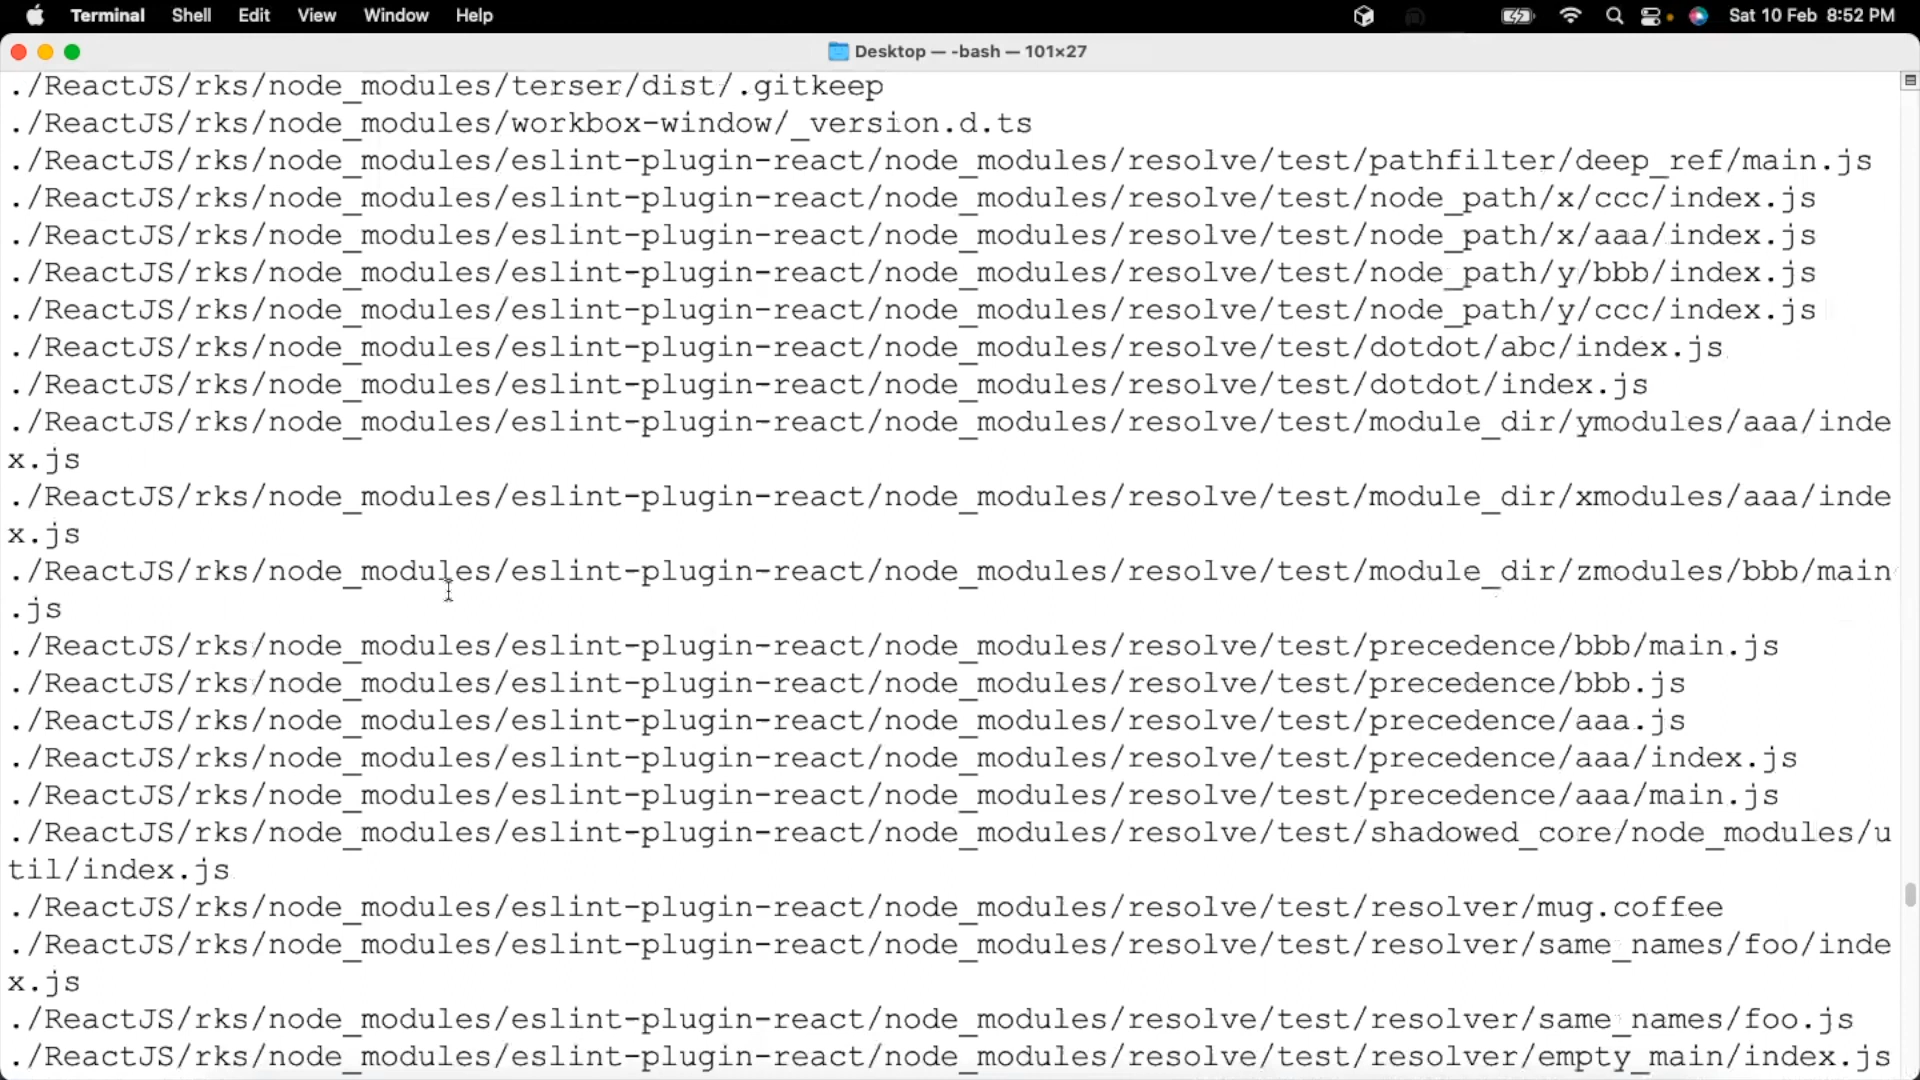 Terminal Shell Edit View Window Help Sat 10 Feb 8:52 PM
Desktop — -bash — 101×27
./ReactJS/rks/node_modules/terser/dist/.gitkeep
./ReactJS/rks/node_modules/workbox-window/_version.d.ts
./ReactJS/rks/node_modules/eslint-plugin-react/node_modules/resolve/test/pathfilter/deep_ref/main.js
./ReactJS/rks/node_modules/eslint-plugin-react/node_modules/resolve/test/node_path/x/ccc/index.js
./ReactJS/rks/node_modules/eslint-plugin-react/node_modules/resolve/test/node_path/x/aaa/index.js
./ReactJS/rks/node_modules/eslint-plugin-react/node_modules/resolve/test/node_path/y/bbb/index.js
./ReactJS/rks/node_modules/eslint-plugin-react/node_modules/resolve/test/node_path/y/ccc/index.js
./ReactJS/rks/node_modules/eslint-plugin-react/node_modules/resolve/test/dotdot/abc/index.js
./ReactJS/rks/node_modules/eslint-plugin-react/node_modules/resolve/test/dotdot/index.js
./ReactJS/rks/node_modules/eslint-plugin-react/node_modules/resolve/test/module_dir/ymodules/aaa/inde
x.js
./ReactJS/rks/node_modules/eslint-plugin-react/node_modules/resolve/test/module_dir/xmodules/aaa/inde
x.js
./ReactJS/rks/node_modules/eslint-plugin-react/node_modules/resolve/test/module_dir/zmodules/bbb/main
.js
./ReactJS/rks/node_modules/eslint-plugin-react/node_modules/resolve/test/precedence/bbb/main.js
./ReactJS/rks/node_modules/eslint-plugin-react/node_modules/resolve/test/precedence/bbb.js
./ReactJS/rks/node_modules/eslint-plugin-react/node_modules/resolve/test/precedence/aaa.js
./ReactJS/rks/node_modules/eslint-plugin-react/node_modules/resolve/test/precedence/aaa/index.js
./ReactJS/rks/node_modules/eslint-plugin-react/node_modules/resolve/test/precedence/aaa/main.js
./ReactJS/rks/node_modules/eslint-plugin-react/node_modules/resolve/test/shadowed_core/node_modules/u
til/index.js
./ReactJS/rks/node_modules/eslint-plugin-react/node_modules/resolve/test/resolver/mug.coffee
./ReactJS/rks/node_modules/eslint-plugin-react/node_modules/resolve/test/resolver/same_names/foo/inde
x.js
./ReactJS/rks/node_modules/eslint-plugin-react/node_modules/resolve/test/resolver/same_names/foo.js
./ReactJS/rks/node_modules/eslint-plugin-react/node_modules/resolve/test/resolver/empty_main/index.js